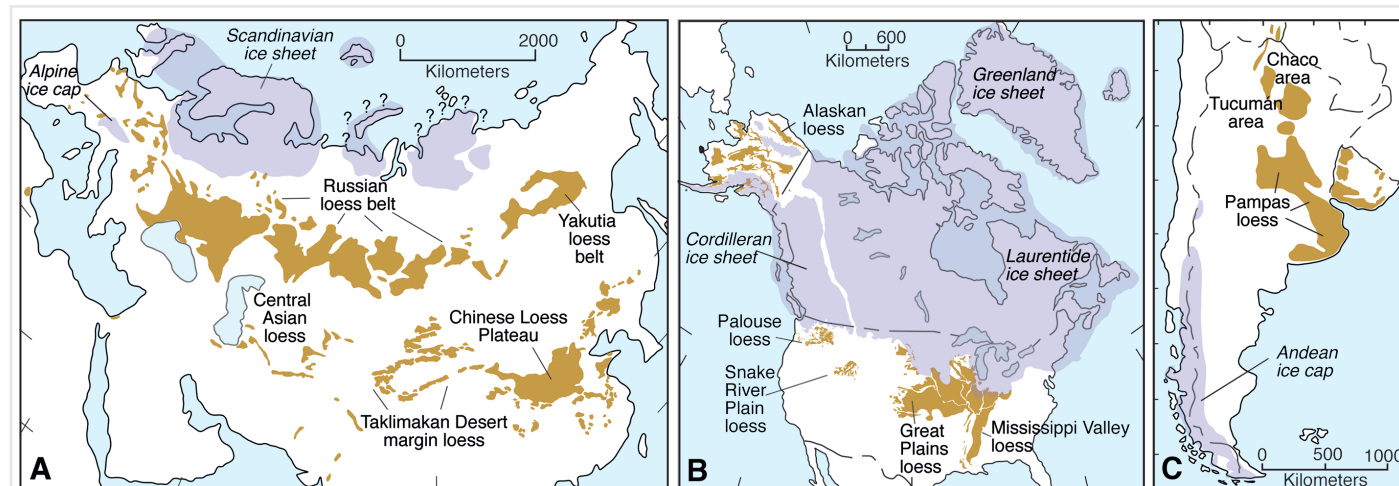 Scandinavian
ice sheet
0 2000
Kilometers
Alpine
ice cap
? ? ? ? ? ? ? ?
Russian
loess belt
Yakutia
loess
belt
Central
Asian
loess
Chinese Loess
Plateau
Taklimakan Desert
margin loess
A
0 600
Kilometers
Greenland
ice sheet
Alaskan
loess
Cordilleran
ice sheet
Laurentide
ice sheet
Palouse
loess
Snake
River
Plain
loess
Great
Plains
loess
Mississippi Valley
loess
B
Chaco
area
Tucumán
area
Pampas
loess
Andean
ice cap
0 500 1000
Kilometers
C